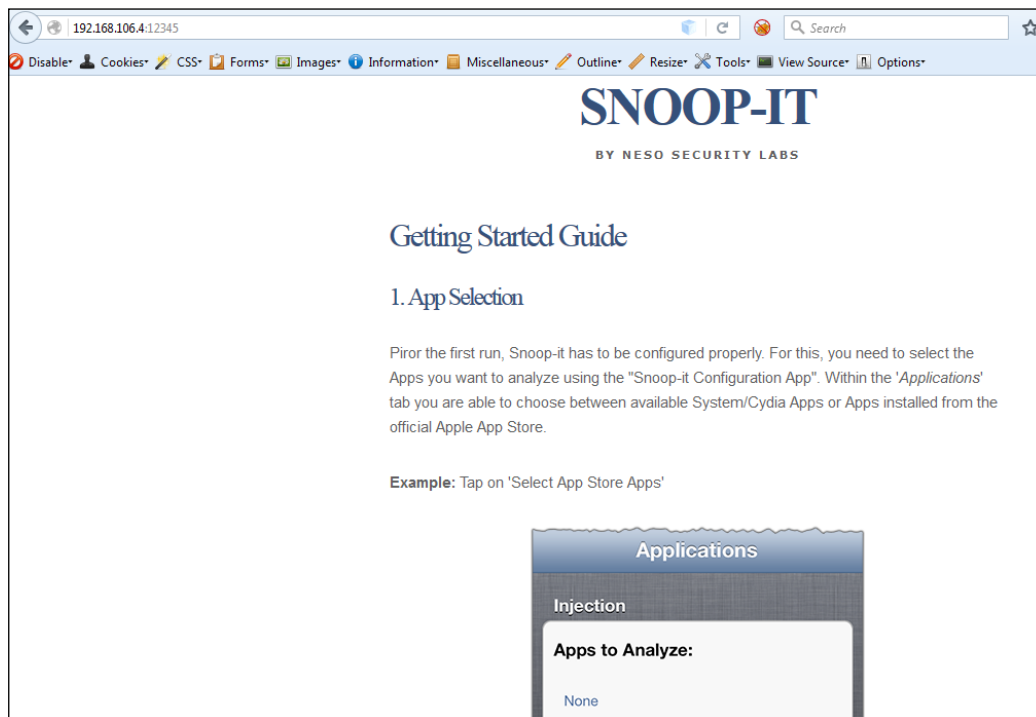 192.168.106.4:12345
Search
Disable Cookies CSS Forms Images Information Miscellaneous Outline Resize Tools View Source Options
SNOOP-IT
BY NESO SECURITY LABS
Getting Started Guide
1. App Selection
Piror the first run, Snoop-it has to be configured properly. For this, you need to select the
Apps you want to analyze using the "Snoop-it Configuration App". Within the 'Applications'
tab you are able to choose between available System/Cydia Apps or Apps installed from the
official Apple App Store.
Example: Tap on 'Select App Store Apps'
Applications
Injection
Apps to Analyze:
None